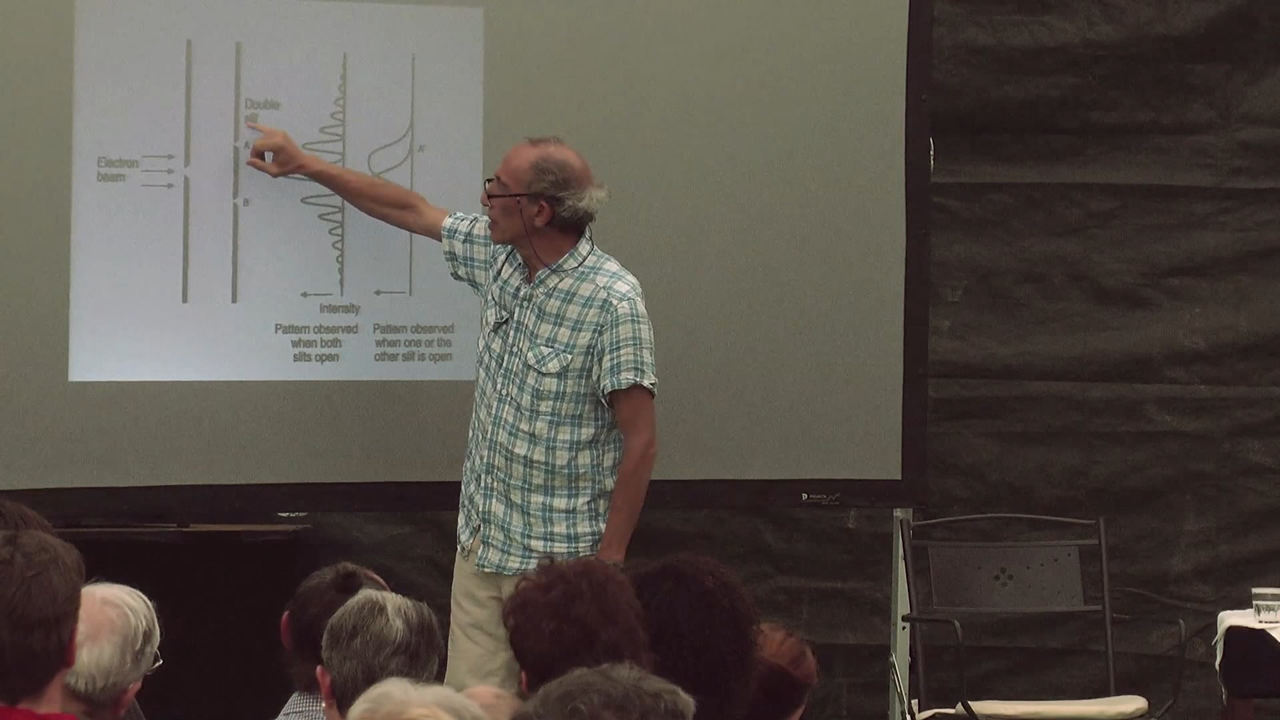 Double
slit
A
Electron
beam
B
Intensity
Pattern observed
when both
slits open
Pattern observed
when one or the
other slit is open